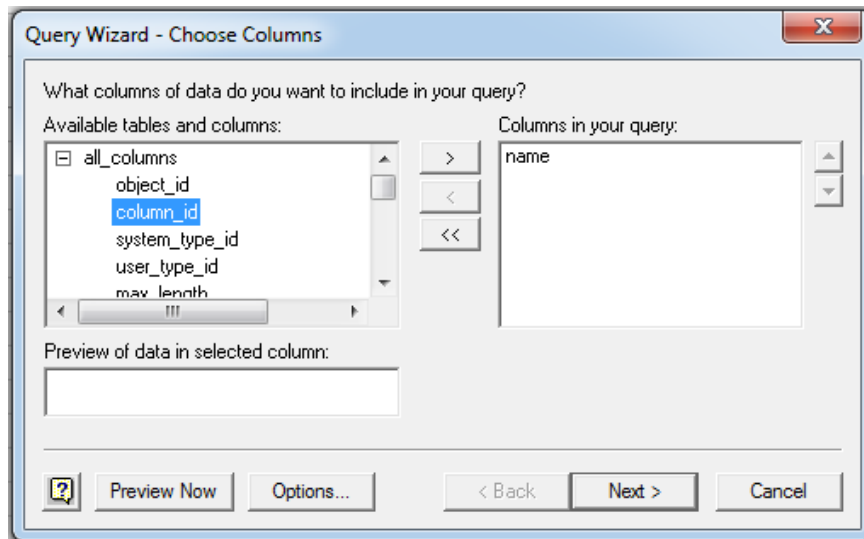 Query Wizard - Choose Columns
What columns of data do you want to include in your query?
Available tables and columns:
Columns in your query:
all_columns
object_id
column_id
system_type_id
user_type_id
max_length
>
<
<<
name
Preview of data in selected column:
?
Preview Now
Options...
< Back
Next >
Cancel